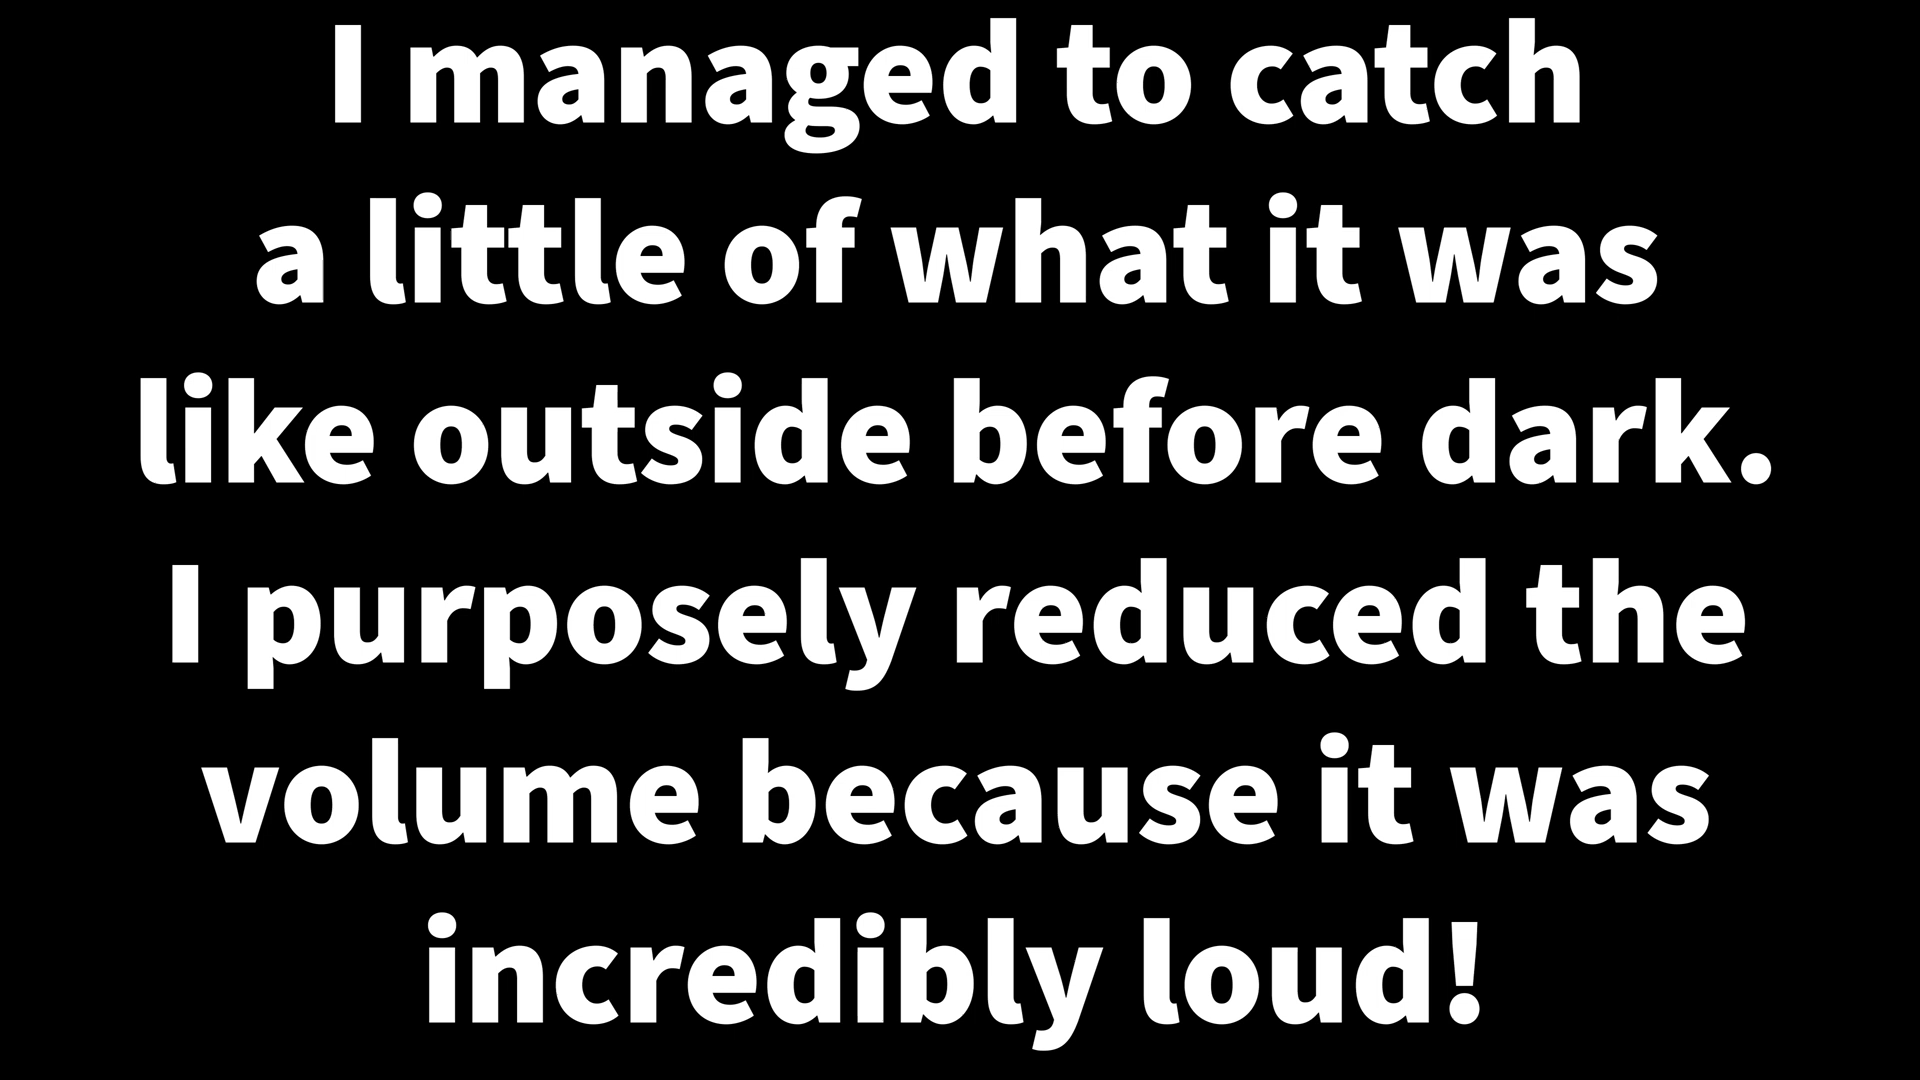 I managed to catch
a little of what it was
like outside before dark.
I purposely reduced the
volume because it was
incredibly loud!